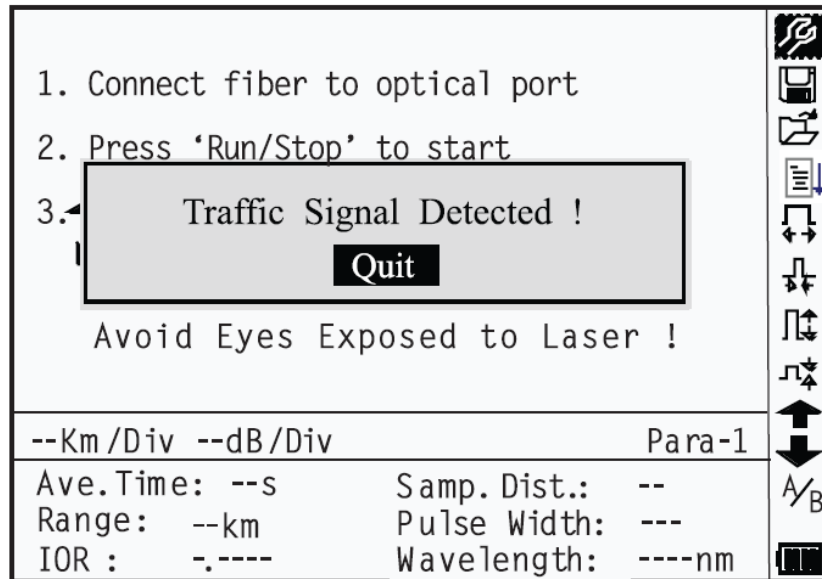 1. Connect fiber to optical port
2. Press ‘Run/Stop’ to start
3.
Traffic Signal Detected !
Quit
Avoid Eyes Exposed to Laser !
--Km/Div --dB/Div Para-1
Ave.Time: --s Samp.Dist.: --
Range: --km Pulse Width: ---
IOR : -.---- Wavelength: ----nm
A/B